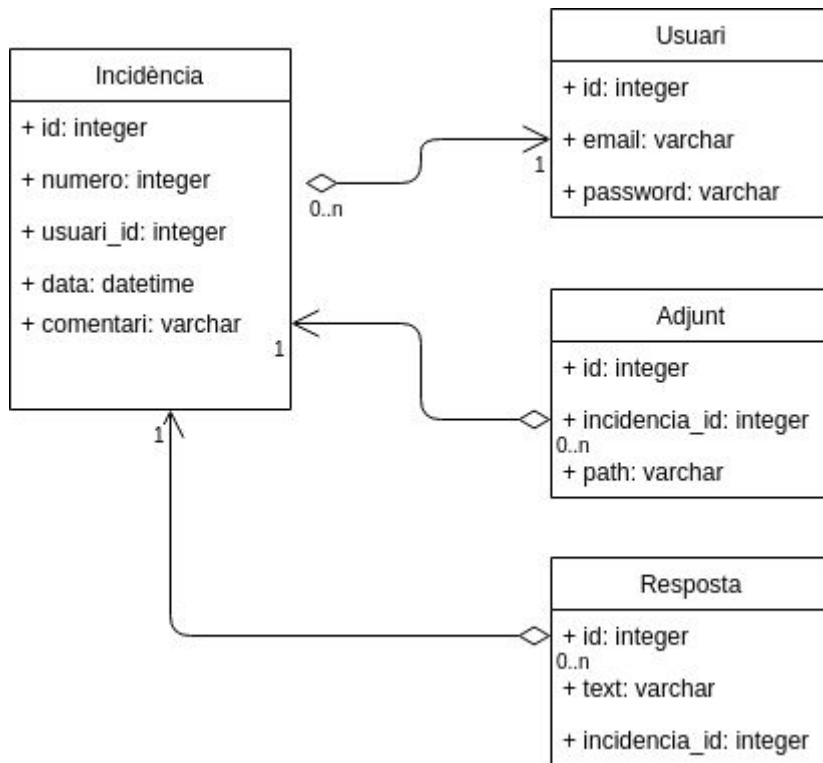 Incidència
+ id: integer
+ numero: integer
+ usuari_id: integer
+ data: datetime
+ comentari: varchar
0..n
1
1
1
Usuari
+ id: integer
+ email: varchar
+ password: varchar
Adjunt
+ id: integer
+ incidencia_id: integer
0..n
+ path: varchar
Resposta
+ id: integer
0..n
+ text: varchar
+ incidencia_id: integer